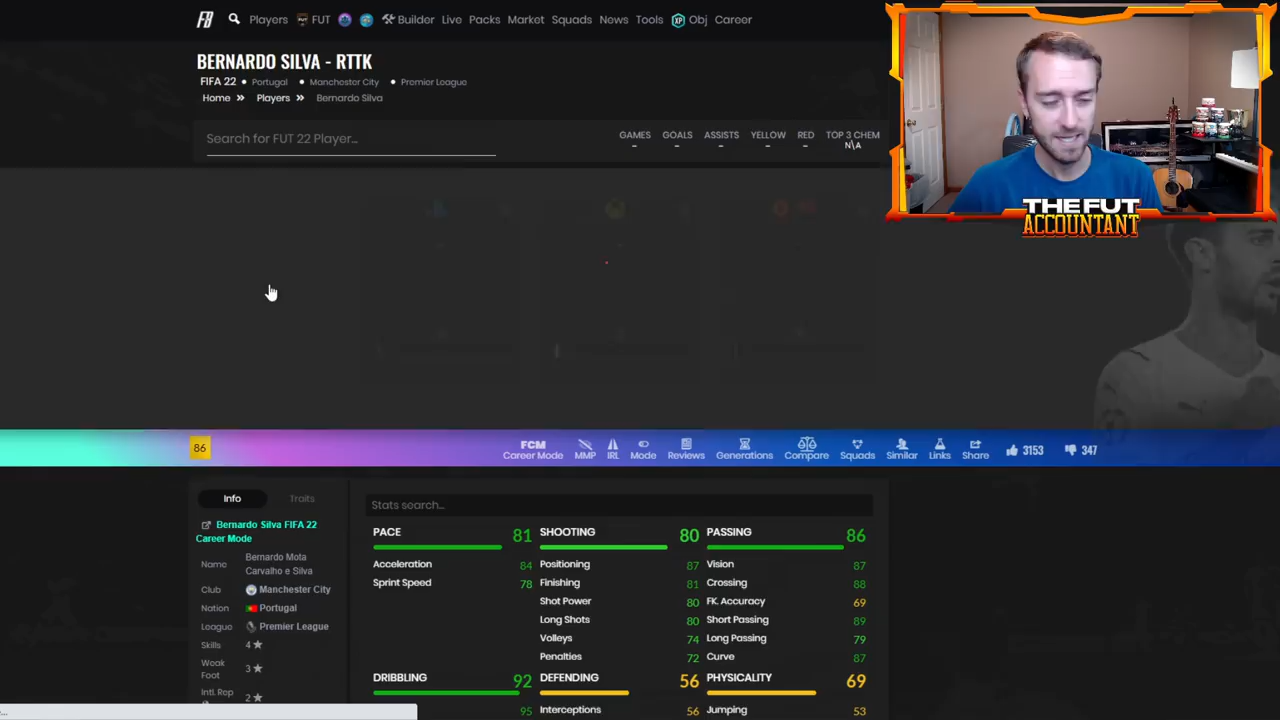 FB Players FUT Builder Live Packs Market Squads News Tools XP Obj Career
BERNARDO SILVA - RTTK
FIFA 22 • Portugal • Manchester City • Premier League
Home » Players » Bernardo Silva
Search for FUT 22 Player...
GAMES GOALS ASSISTS YELLOW RED TOP 3 CHEM
- - - - - N\A
THE FUT
ACCOUNTANT
86
FCM
Career Mode MMP IRL Mode Reviews Generations Compare Squads Similar Links Share 3153 347
Info Traits
Stats search...
Bernardo Silva FIFA 22
Career Mode
Name Bernardo Mota
Carvalho e Silva
Club Manchester City
Nation Portugal
League Premier League
Skills 4★
Weak
Foot 3★
Intl. Rep 2★
PACE 81
Acceleration 84
Sprint Speed 78
SHOOTING 80
Positioning 87
Finishing 81
Shot Power 80
Long Shots 80
Volleys 74
Penalties 72
PASSING 86
Vision 87
Crossing 88
FK. Accuracy 69
Short Passing 89
Long Passing 79
Curve 87
DRIBBLING 92
95
DEFENDING 56
Interceptions 56
PHYSICALITY 69
Jumping 53
...